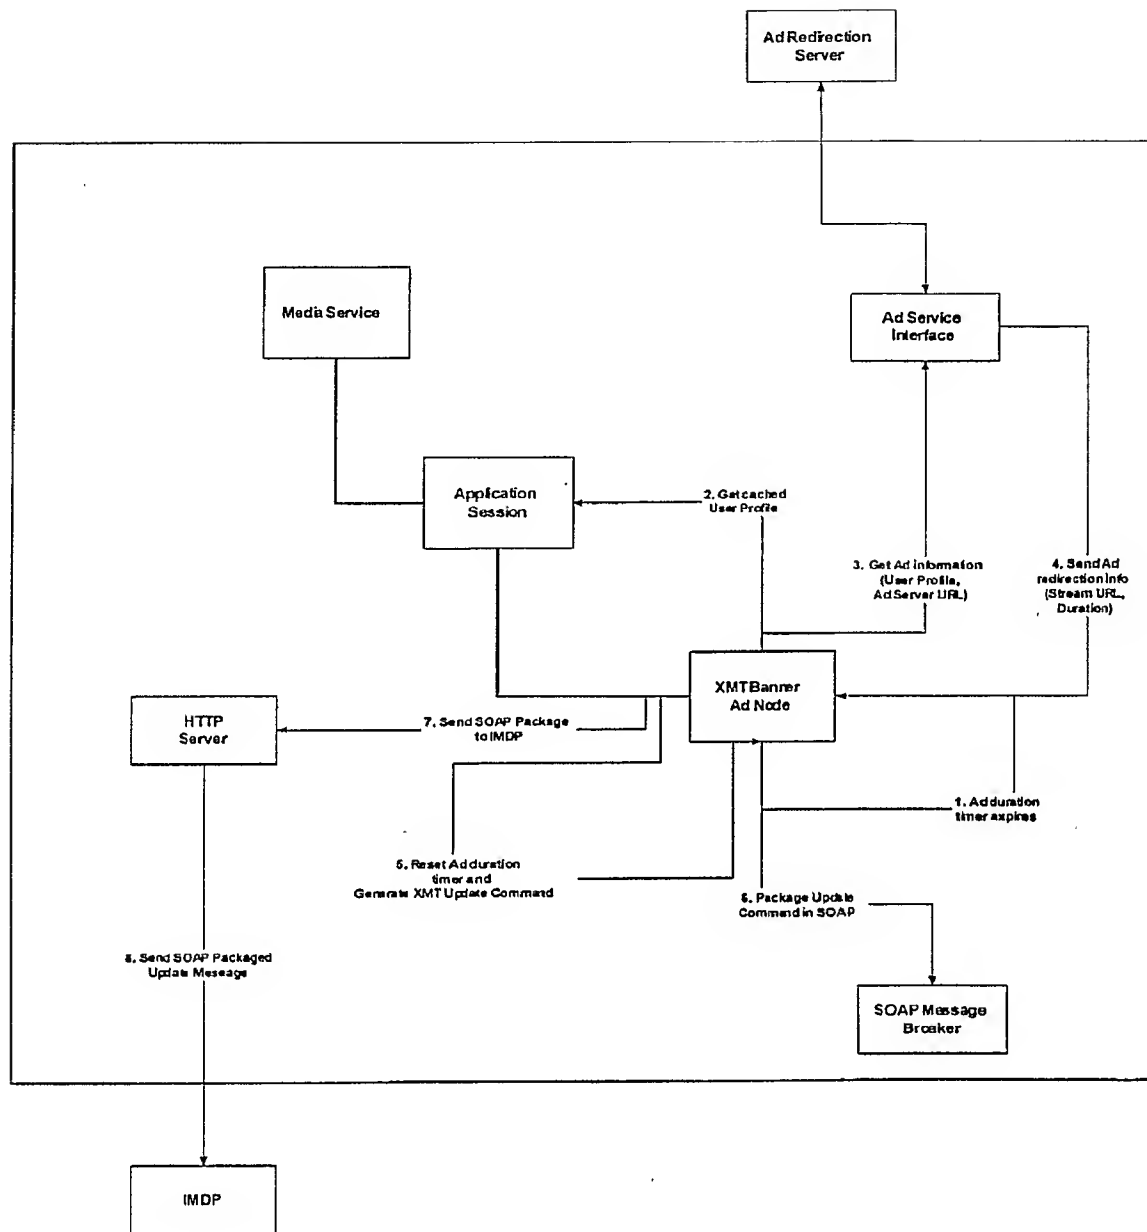 Ad Redirection
Server
Media Service
Ad Service
Interface
Application
Session
2. Get cached
User Profile
3. Get Ad Information
(User Profile,
Ad Server URL)
4. Send Ad
redirection Info
(Stream URL,
Duration)
XMT Banner
Ad Node
HTTP
Server
7. Send SOAP Package
to IMDP
1. Ad duration
timer expires
5. Reset Ad duration
timer and
Generate XMT Update Command
6. Package Update
Command in SOAP
8. Send SOAP Packaged
Update Message
SOAP Message
Broaker
IMDP